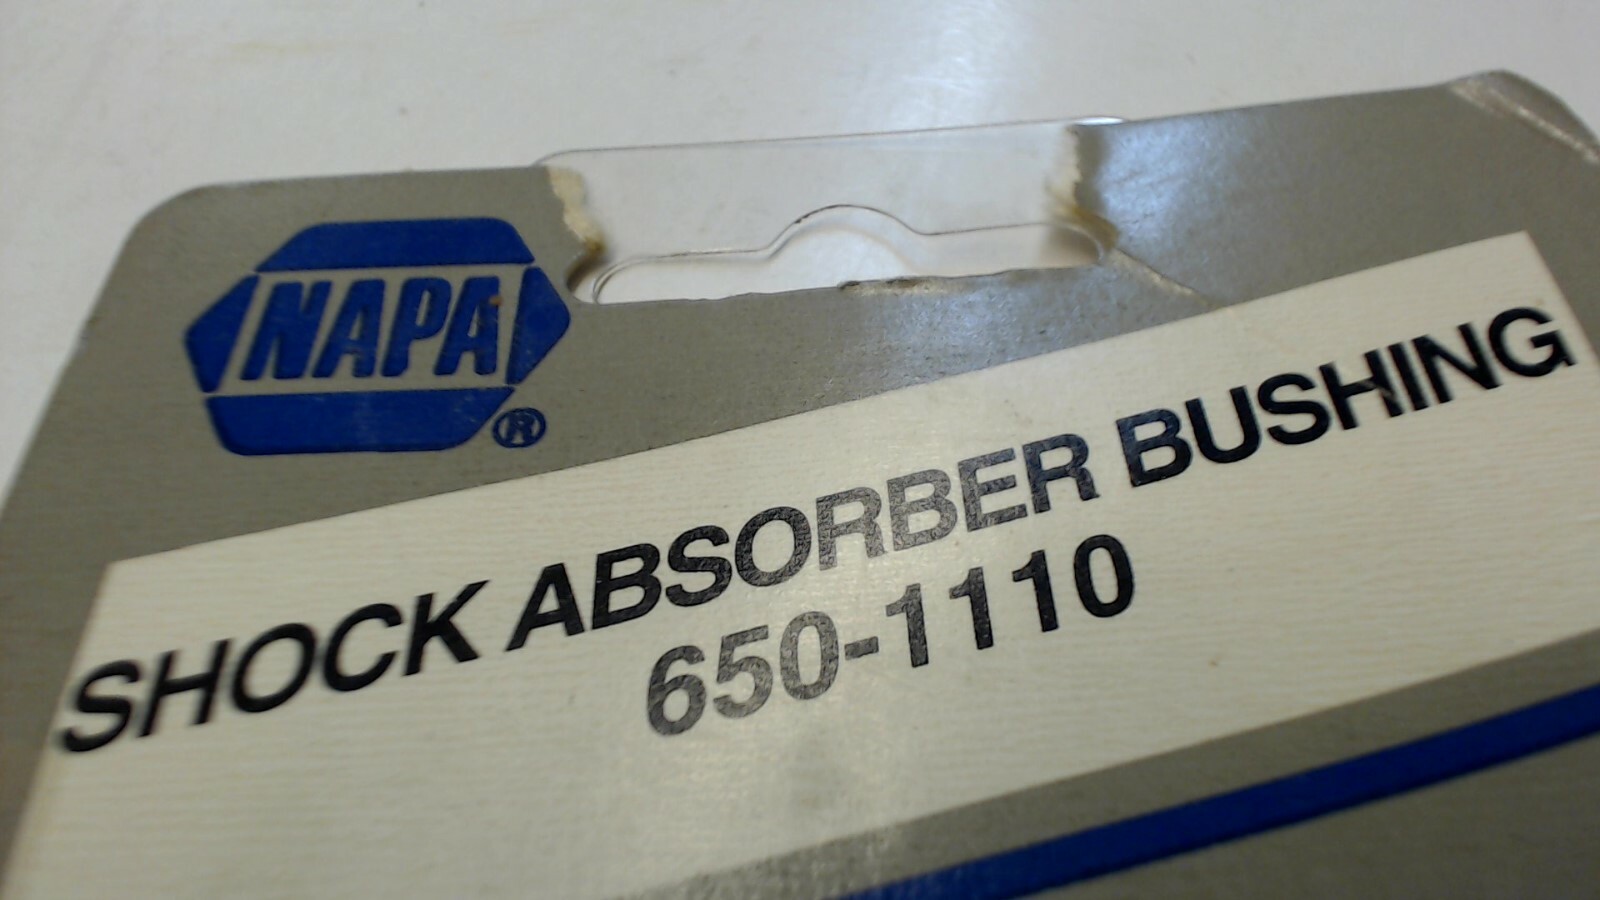 NAPA®
SHOCK ABSORBER BUSHING
650-1110